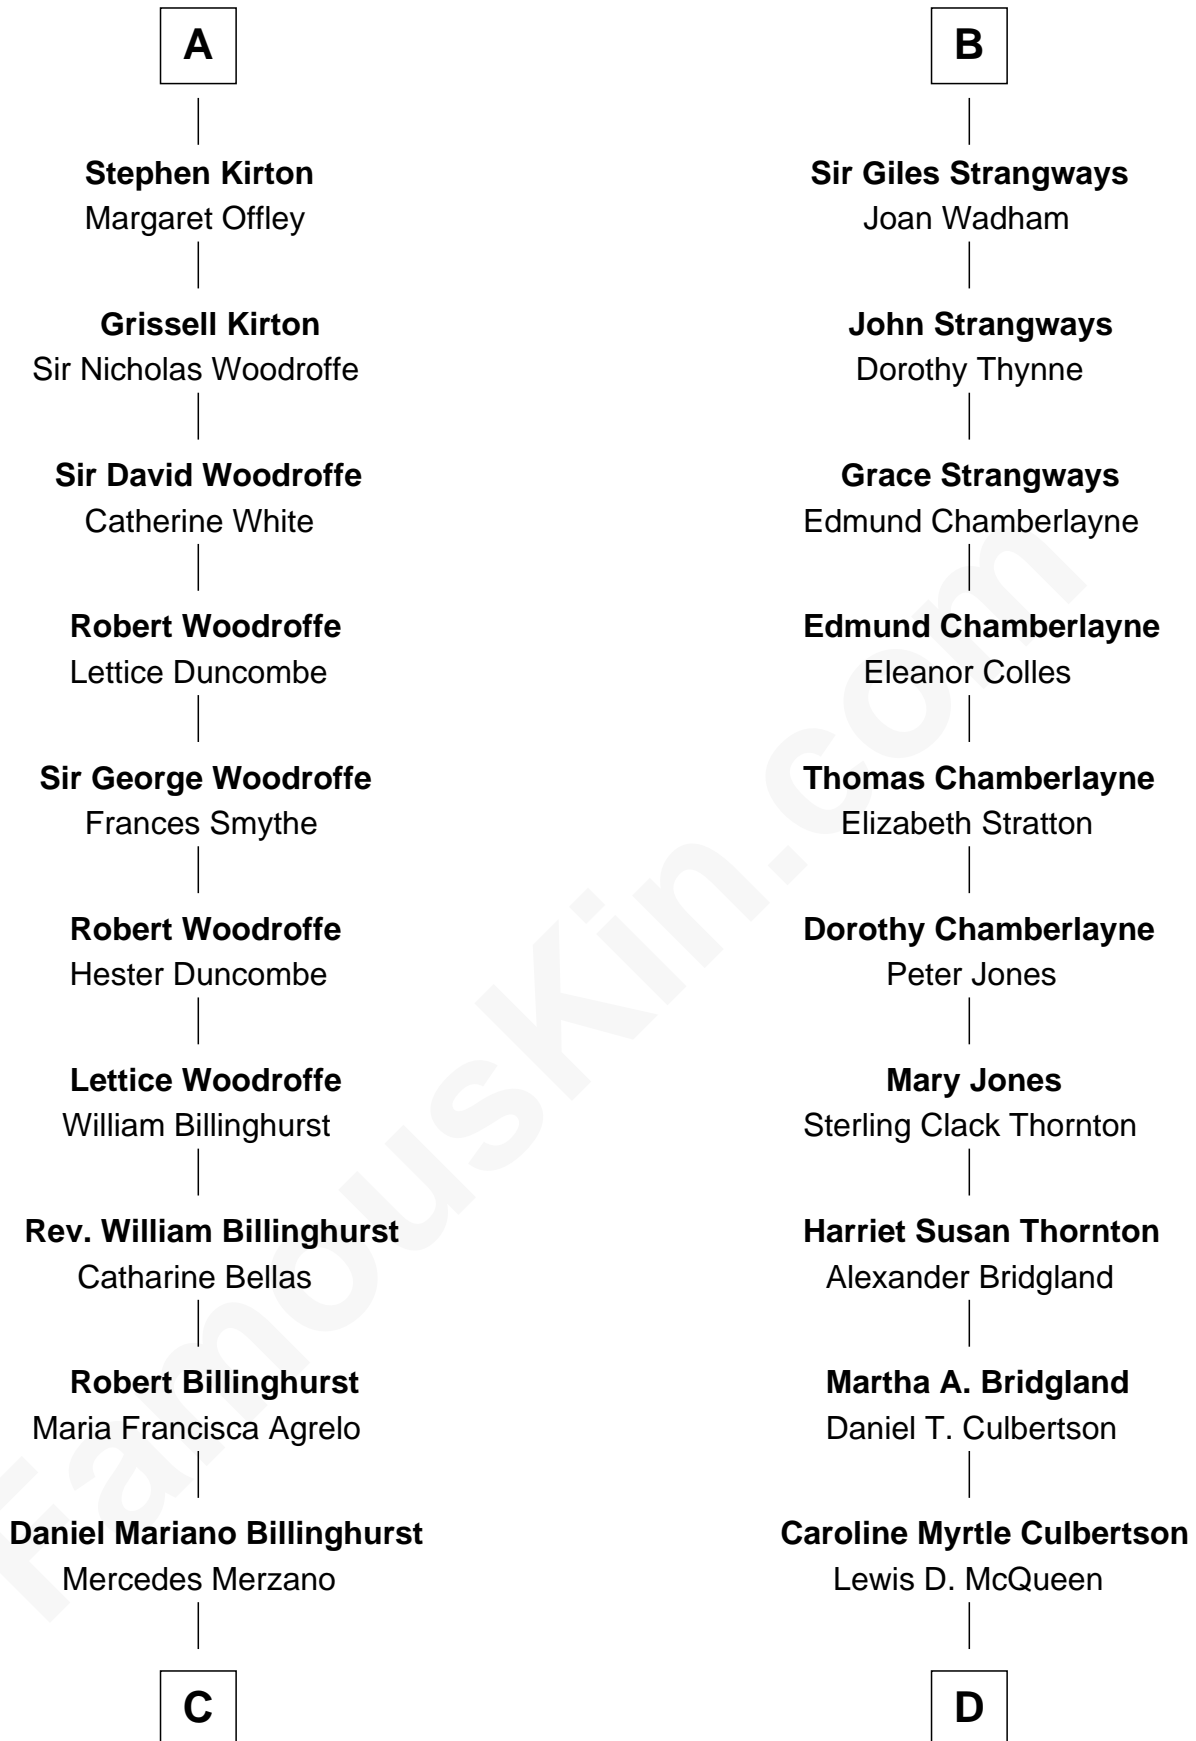 A
Stephen Kirton
Margaret Offley
Grissell Kirton
Sir Nicholas Woodroffe
Sir David Woodroffe
Catherine White
Robert Woodroffe
Lettice Duncombe
Sir George Woodroffe
Frances Smythe
Robert Woodroffe
Hester Duncombe
Lettice Woodroffe
William Billinghurst
Rev. William Billinghurst
Catharine Bellas
Robert Billinghurst
Maria Francisca Agrelo
Daniel Mariano Billinghurst
Mercedes Merzano
C
B
Sir Giles Strangways
Joan Wadham
John Strangways
Dorothy Thynne
Grace Strangways
Edmund Chamberlayne
Edmund Chamberlayne
Eleanor Colles
Thomas Chamberlayne
Elizabeth Stratton
Dorothy Chamberlayne
Peter Jones
Mary Jones
Sterling Clack Thornton
Harriet Susan Thornton
Alexander Bridgland
Martha A. Bridgland
Daniel T. Culbertson
Caroline Myrtle Culbertson
Lewis D. McQueen
D
FamousKin.com